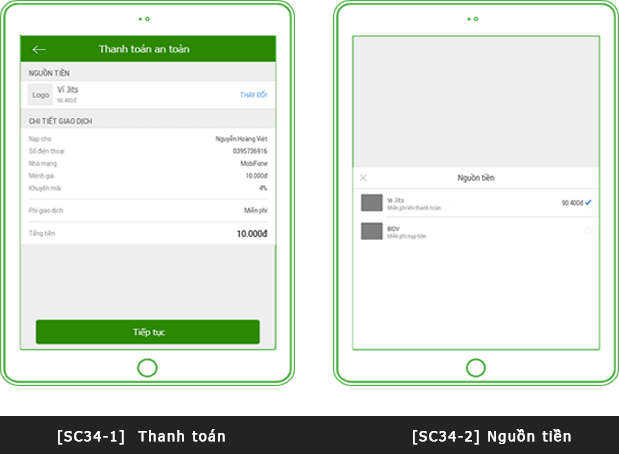 Thanh toán an toàn
NGUỒN TIỀN
Logo
Ví Jits
90.400đ
THAY ĐỔI
CHI TIẾT GIAO DỊCH
Nạp cho Nguyễn Hoàng Việt
Số điện thoại 0395736916
Nhà mạng MobiFone
Mệnh giá 10.000đ
Khuyến mãi 4%
Phí giao dịch Miễn phí
Tổng tiền 10.000đ
Tiếp tục
Nguồn tiền
Ví Jits
Miễn phí khi thanh toán
90.400đ
BIDV
Miễn phí nạp tiền
[SC34-1] Thanh toán
[SC34-2] Nguồn tiền